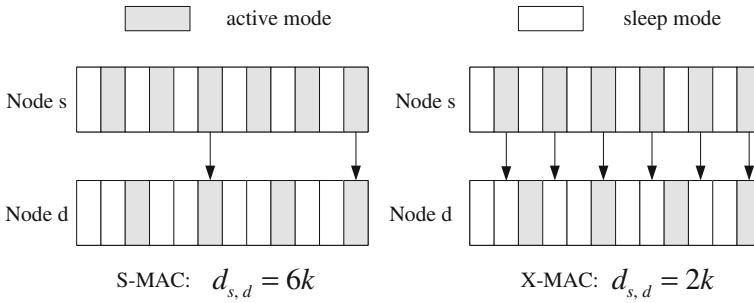 active mode sleep mode
Node s Node s
Node d Node d
S-MAC: d_{s, d} = 6k X-MAC: d_{s, d} = 2k